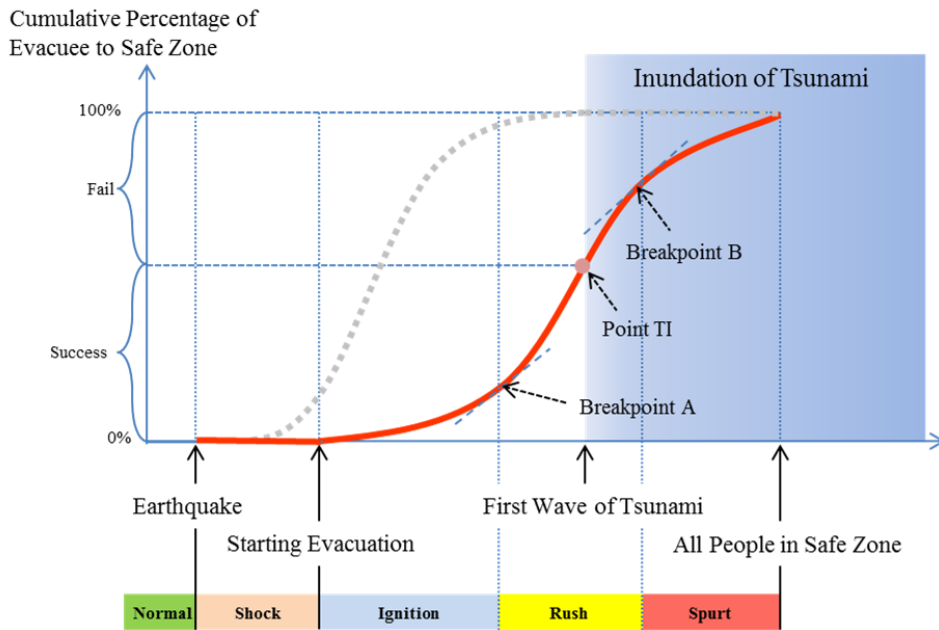 Cumulative Percentage of
Evacuee to Safe Zone
Inundation of Tsunami
100%
Fail
Breakpoint B
Point TI
Success
Breakpoint A
0%
Earthquake
First Wave of Tsunami
Starting Evacuation
All People in Safe Zone
Normal
Shock
Ignition
Rush
Spurt